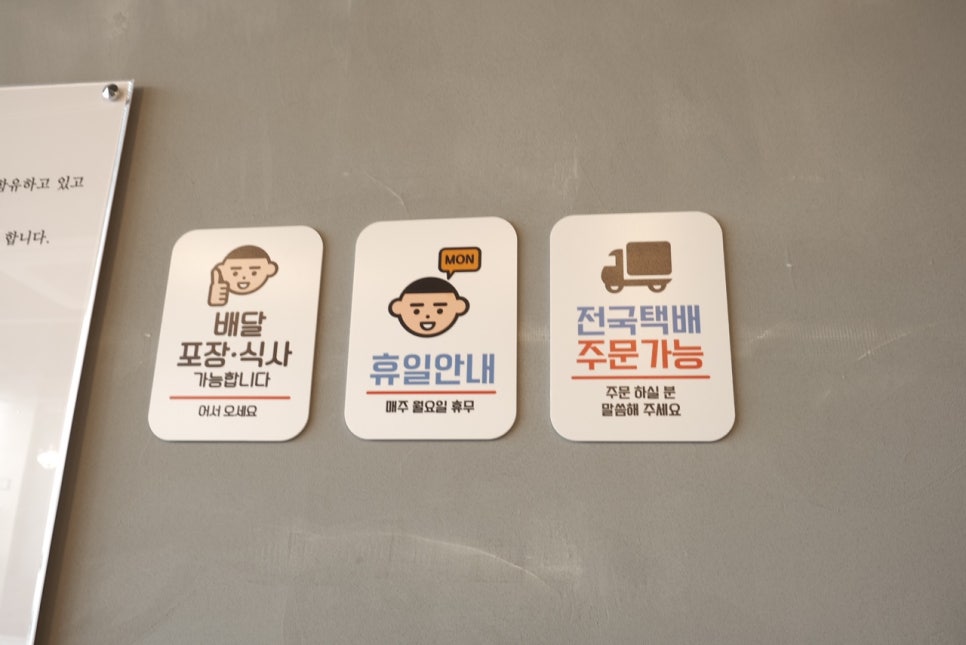 함유하고 있고
합니다.
배달
포장·식사
가능합니다
어서 오세요
MON
휴일안내
매주 월요일 휴무
전국택배
주문가능
주문 하실 분
말씀해 주세요